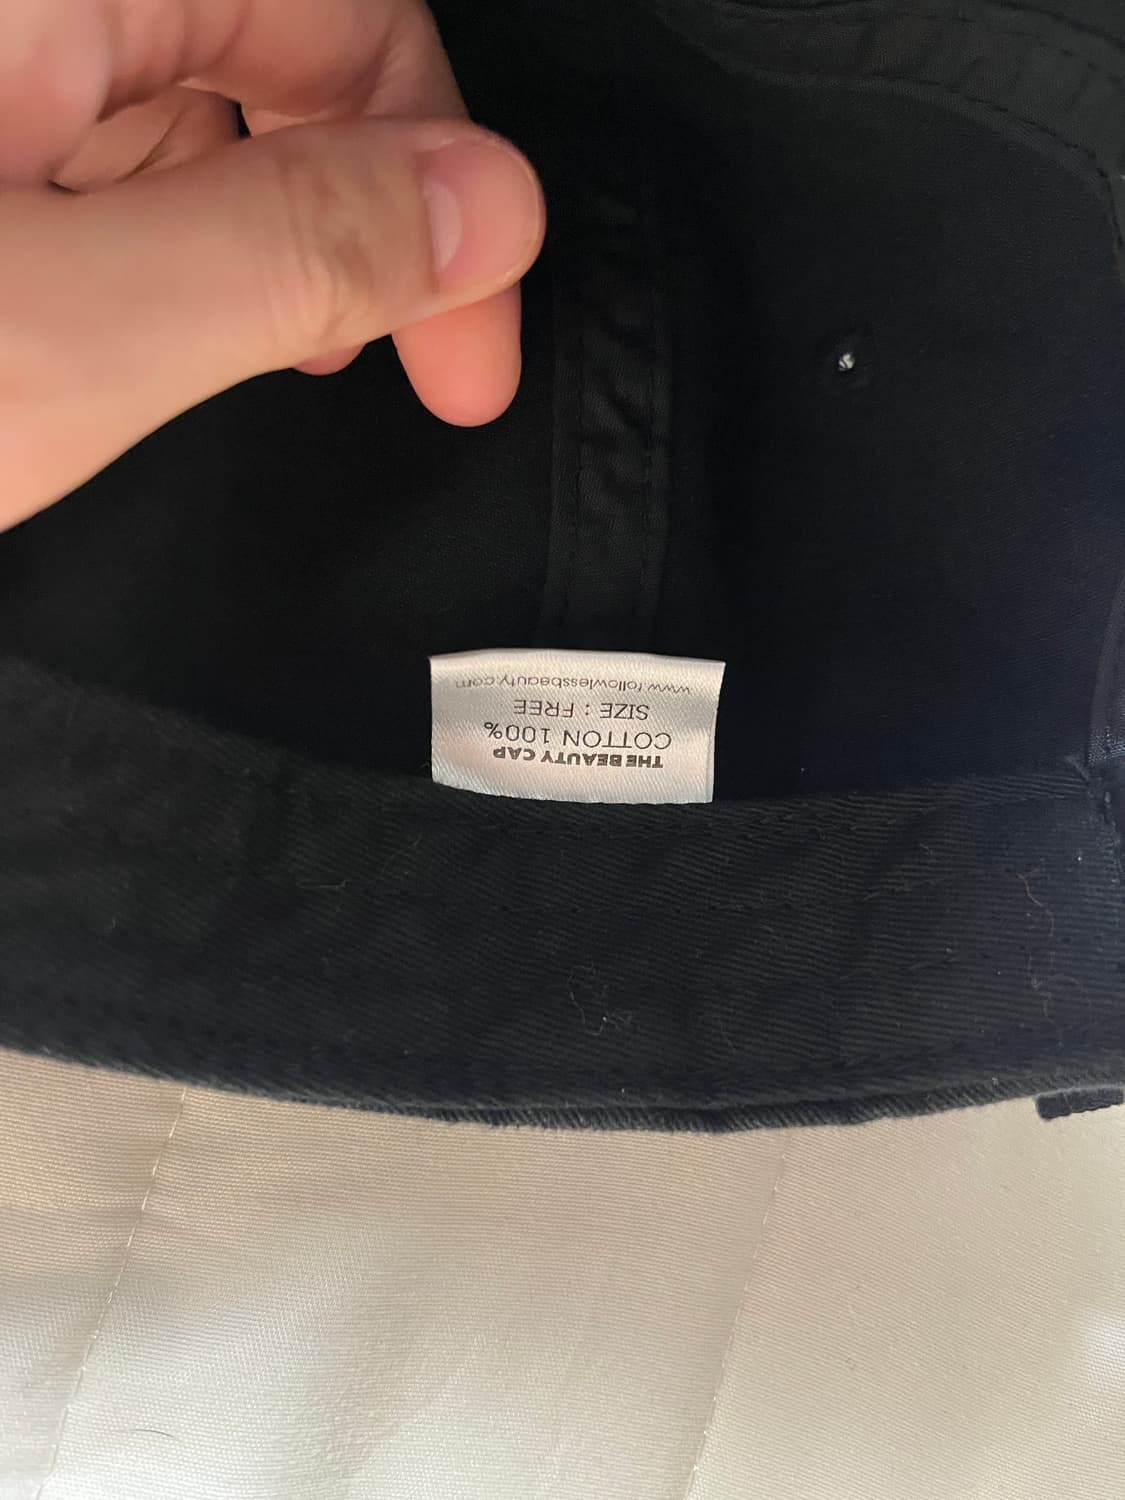 THE BEAUTY CAP
COTTON 100%
SIZE : FREE
www.followlessbeauty.com